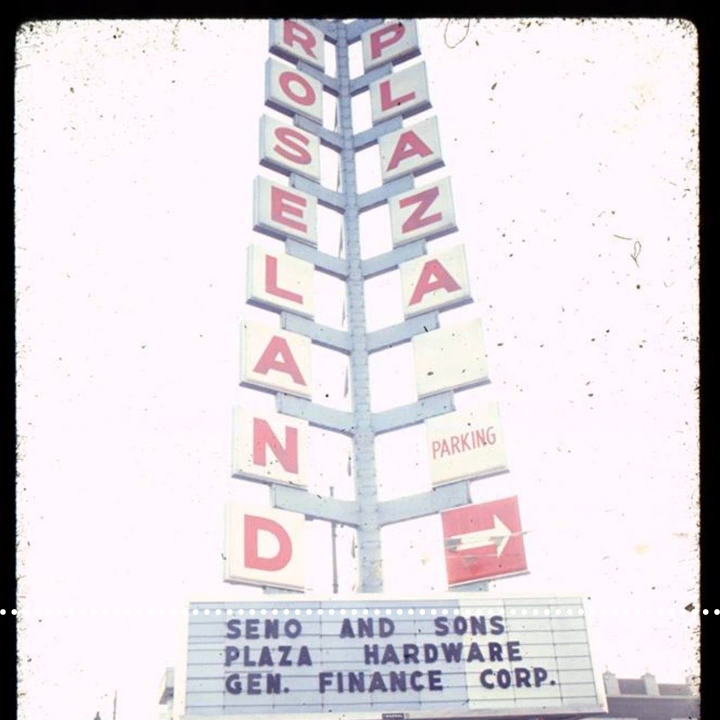 ROSELAND
PLAZA
PARKING
SENO AND SONS
PLAZA HARDWARE
GEN. FINANCE CORP.